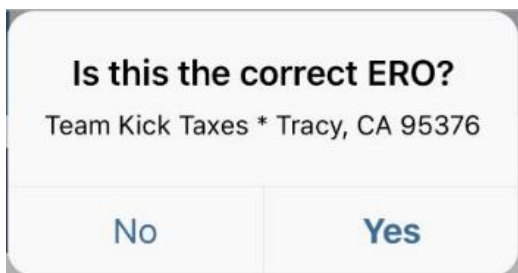 Is this the correct ERO?
Team Kick Taxes * Tracy, CA 95376
No
Yes